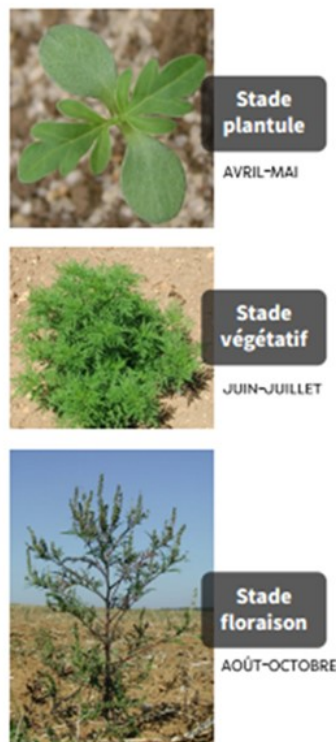 Stade
plantule
AVRIL-MAI
Stade
végétatif
JUIN-JUILLET
Stade
floraison
AOÛT-OCTOBRE